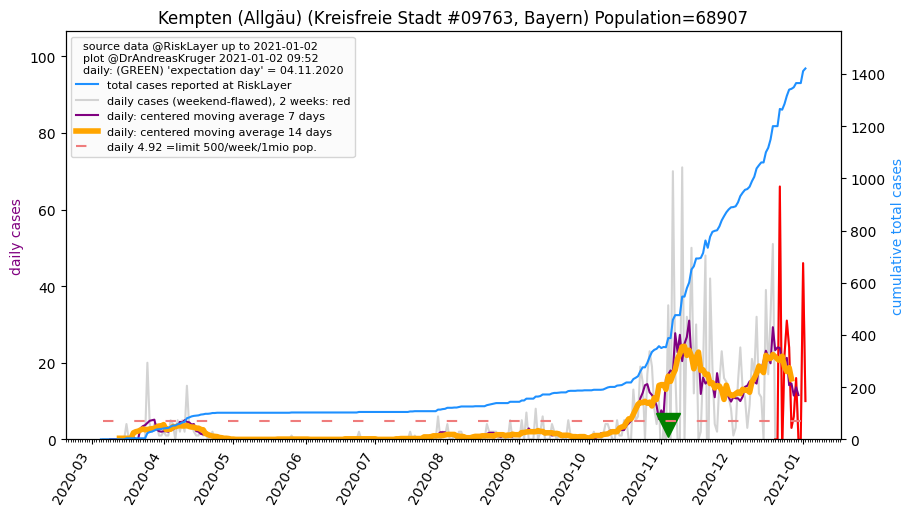 Kempten (Allgäu) (Kreisfreie Stadt #09763, Bayern) Population=68907
source data @RiskLayer up to 2021-01-02
plot @DrAndreasKruger 2021-01-02 09:52
daily: (GREEN) 'expectation day' = 04.11.2020
total cases reported at RiskLayer
daily cases (weekend-flawed), 2 weeks: red
daily: centered moving average 7 days
daily: centered moving average 14 days
daily 4.92 =limit 500/week/1mio pop.
daily cases
100
80
60
40
20
0
cumulative total cases
1400
1200
1000
800
600
400
200
0
2020-03
2020-04
2020-05
2020-06
2020-07
2020-08
2020-09
2020-10
2020-11
2020-12
2021-01